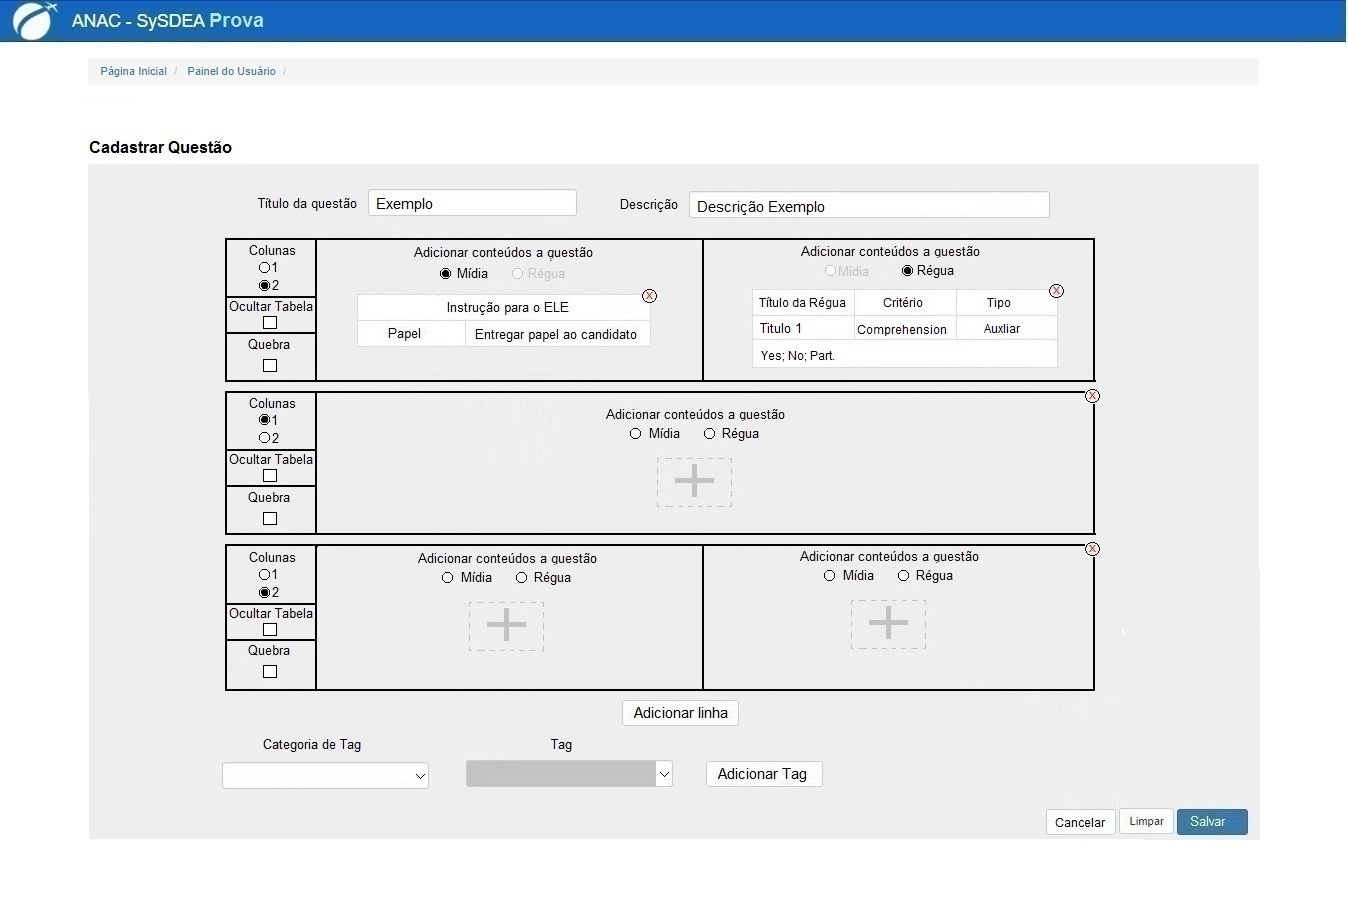 ANAC - SySDEA Prova
Página Inicial / Painel do Usuário /
Cadastrar Questão
Título da questão Exemplo Descrição Descrição Exemplo
Colunas
1
2
Ocultar Tabela
Quebra
Adicionar conteúdos a questão
Mídia Régua
X
Instrução para o ELE
Papel Entregar papel ao candidato
Adicionar conteúdos a questão
Mídia Régua
X
Título da Régua Critério Tipo
Titulo 1 Comprehension Auxliar
Yes; No; Part.
X
Colunas
1
2
Ocultar Tabela
Quebra
Adicionar conteúdos a questão
Mídia Régua
X
Colunas
1
2
Ocultar Tabela
Quebra
Adicionar conteúdos a questão
Mídia Régua
Adicionar conteúdos a questão
Mídia Régua
Adicionar linha
Categoria de Tag Tag
Adicionar Tag
Cancelar Limpar Salvar